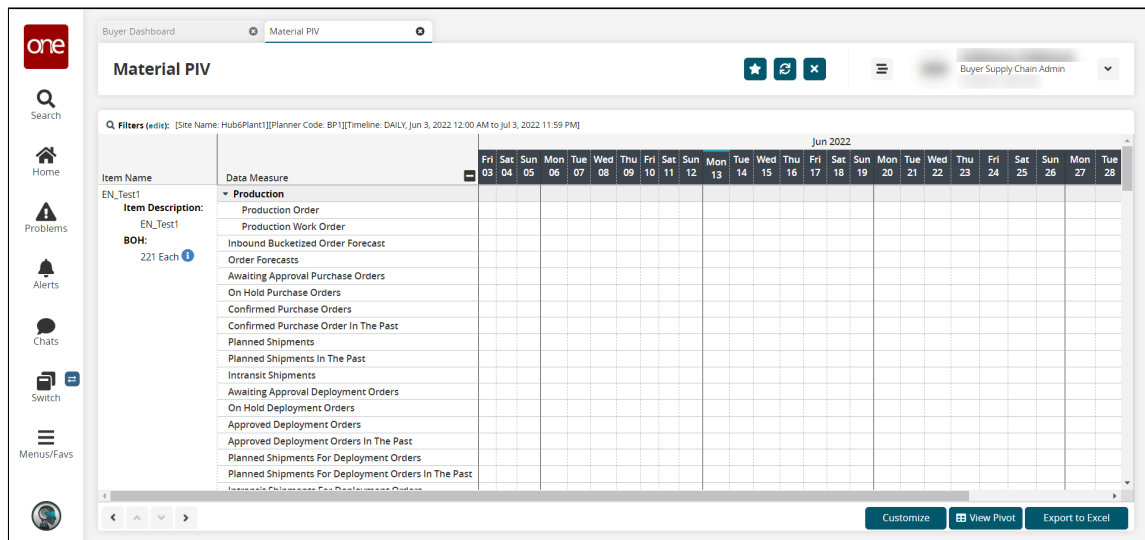 one
Search
Home
Problems
Alerts
Chats
Switch
Menus/Favs
Buyer Dashboard
Material PIV
Material PIV
Buyer Supply Chain Admin
Filters (edit): [Site Name: Hub6Plant1][Planner Code: BP1][Timeline: DAILY, Jun 3, 2022 12:00 AM to Jul 3, 2022 11:59 PM]
Jun 2022
Item Name
Data Measure
Fri Sat Sun Mon Tue Wed Thu Fri Sat Sun Mon Tue Wed Thu Fri Sat Sun Mon Tue Wed Thu Fri Sat Sun Mon Tue
03 04 05 06 07 08 09 10 11 12 13 14 15 16 17 18 19 20 21 22 23 24 25 26 27 28
EN_Test1
Item Description:
EN_Test1
BOH:
221 Each
Production
Production Order
Production Work Order
Inbound Bucketized Order Forecast
Order Forecasts
Awaiting Approval Purchase Orders
On Hold Purchase Orders
Confirmed Purchase Orders
Confirmed Purchase Order In The Past
Planned Shipments
Planned Shipments In The Past
Intransit Shipments
Awaiting Approval Deployment Orders
On Hold Deployment Orders
Approved Deployment Orders
Approved Deployment Orders In The Past
Planned Shipments For Deployment Orders
Planned Shipments For Deployment Orders In The Past
Intransit Shipments For Deployment Orders
Customize
View Pivot
Export to Excel